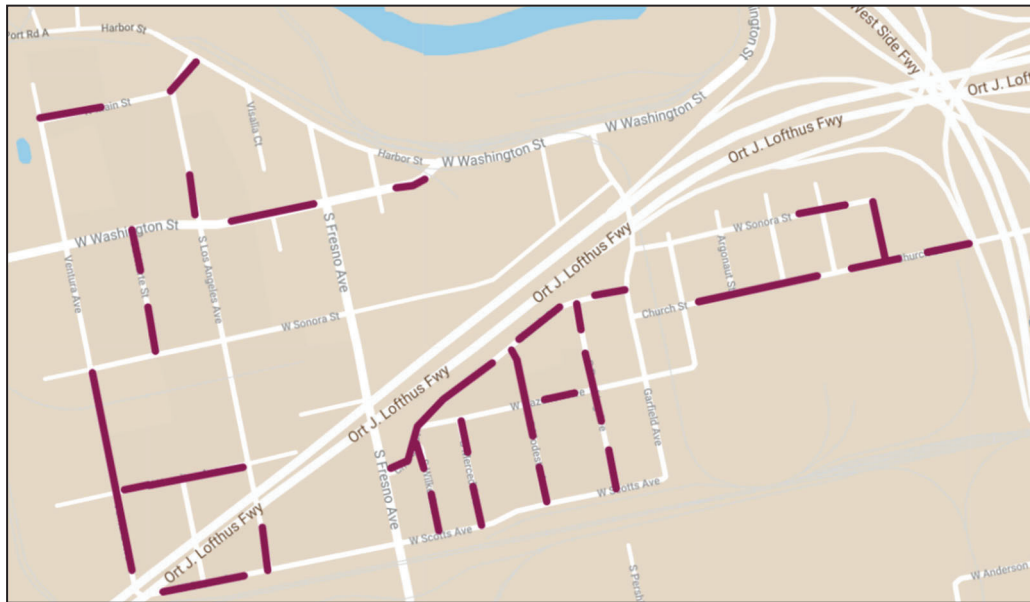 Port Rd A
Harbor St
West Side Fwy
Ort J. Lofthus Fwy
Visalia Ct
W Washington St
Ort J. Lofthus Fwy
Harbor St
W Washington St
W Sonora St
W Washington St
S Fresno Ave
Ort J. Lofthus Fwy
Argonaut St
Ventura Ave
S Los Angeles Ave
Church St
W Sonora St
Ort J. Lofthus Fwy
Garfield Ave
S Fresno Ave
W Scotts Ave
Ort J. Lofthus Fwy
W Scotts Ave
W Anderson